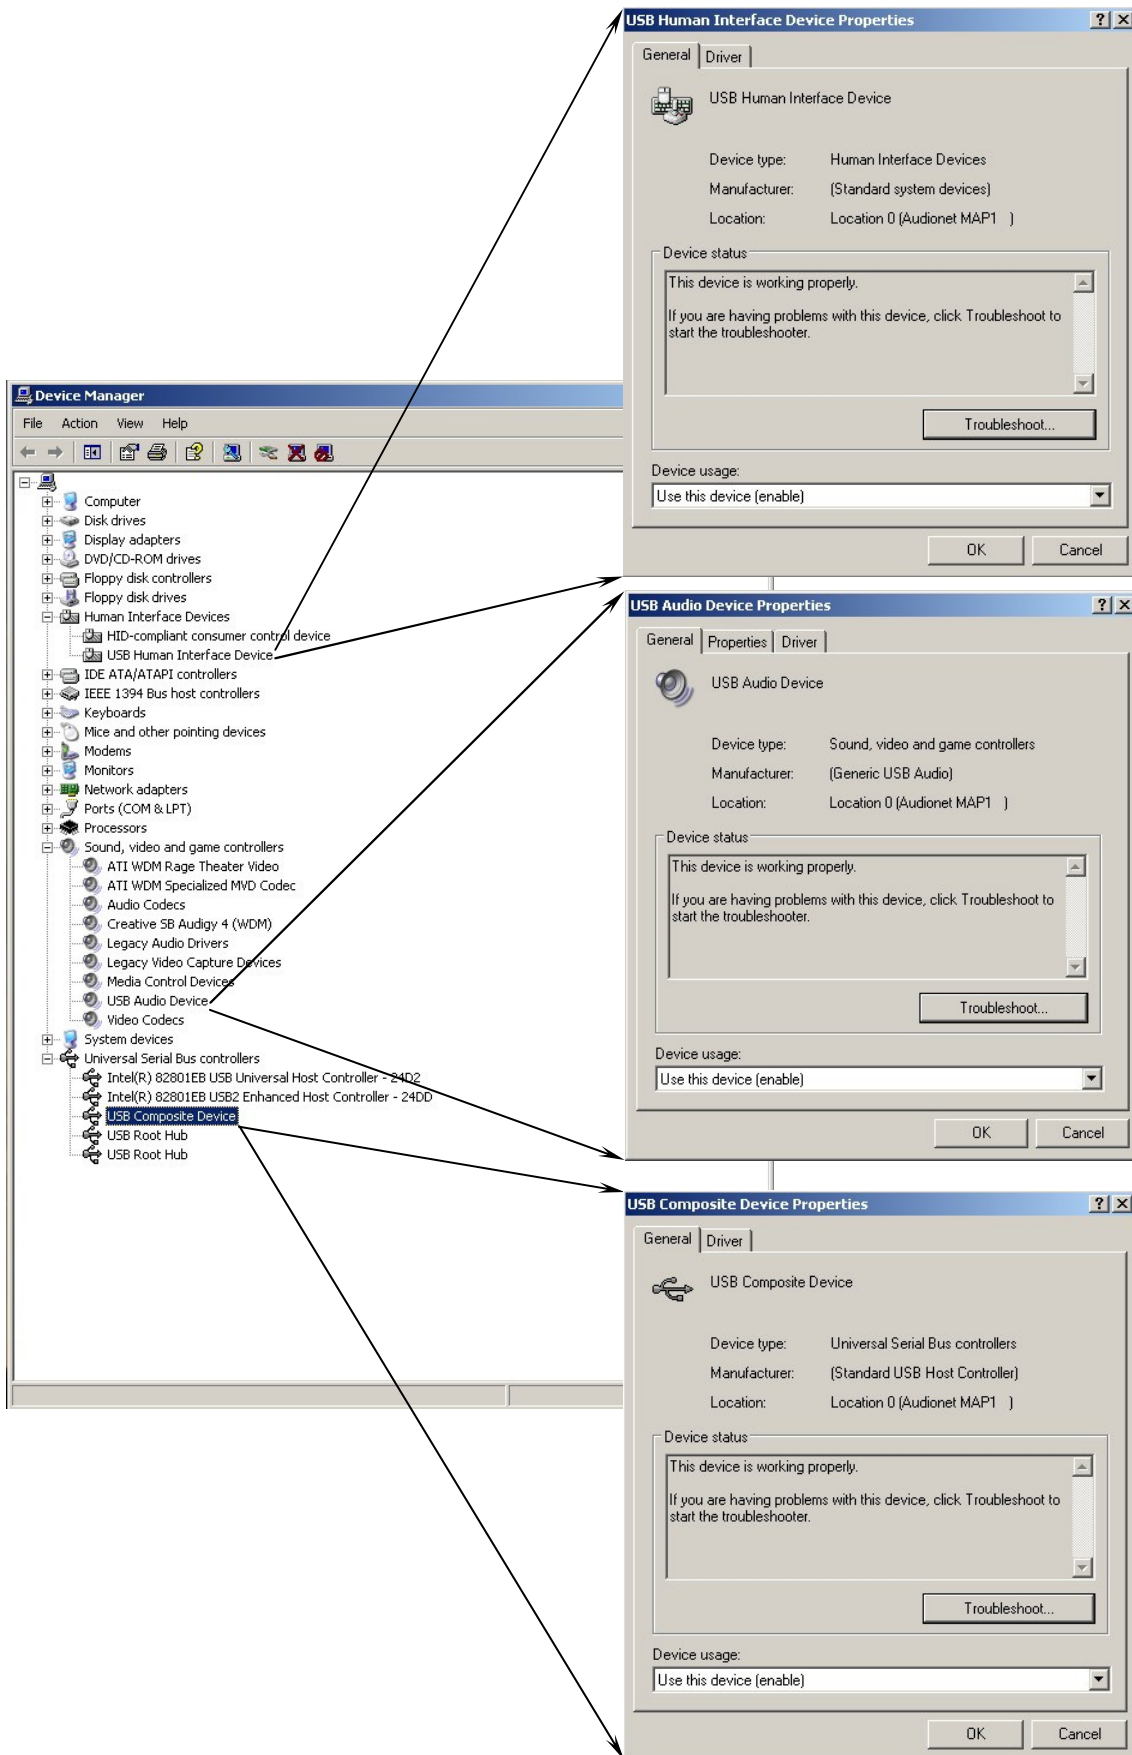 USB Human Interface Device Properties
General Driver
USB Human Interface Device
Device type: Human Interface Devices
Manufacturer: (Standard system devices)
Location: Location 0 (Audionet MAP1 )
Device status
This device is working properly.
If you are having problems with this device, click Troubleshoot to
start the troubleshooter.
Troubleshoot...
Device usage:
Use this device (enable)
OK Cancel
Device Manager
File Action View Help
Computer
Disk drives
Display adapters
DVD/CD-ROM drives
Floppy disk controllers
Floppy disk drives
Human Interface Devices
HID-compliant consumer control device
USB Human Interface Device
IDE ATA/ATAPI controllers
IEEE 1394 Bus host controllers
Keyboards
Mice and other pointing devices
Modems
Monitors
Network adapters
Ports (COM & LPT)
Processors
Sound, video and game controllers
ATI WDM Rage Theater Video
ATI WDM Specialized MVD Codec
Audio Codecs
Creative SB Audigy 4 (WDM)
Legacy Audio Drivers
Legacy Video Capture Devices
Media Control Devices
USB Audio Device
Video Codecs
System devices
Universal Serial Bus controllers
Intel(R) 82801EB USB Universal Host Controller - 24D2
Intel(R) 82801EB USB2 Enhanced Host Controller - 24DD
USB Composite Device
USB Root Hub
USB Root Hub
USB Audio Device Properties
General Properties Driver
USB Audio Device
Device type: Sound, video and game controllers
Manufacturer: (Generic USB Audio)
Location: Location 0 (Audionet MAP1 )
Device status
This device is working properly.
If you are having problems with this device, click Troubleshoot to
start the troubleshooter.
Troubleshoot...
Device usage:
Use this device (enable)
OK Cancel
USB Composite Device Properties
General Driver
USB Composite Device
Device type: Universal Serial Bus controllers
Manufacturer: (Standard USB Host Controller)
Location: Location 0 (Audionet MAP1 )
Device status
This device is working properly.
If you are having problems with this device, click Troubleshoot to
start the troubleshooter.
Troubleshoot...
Device usage:
Use this device (enable)
OK Cancel